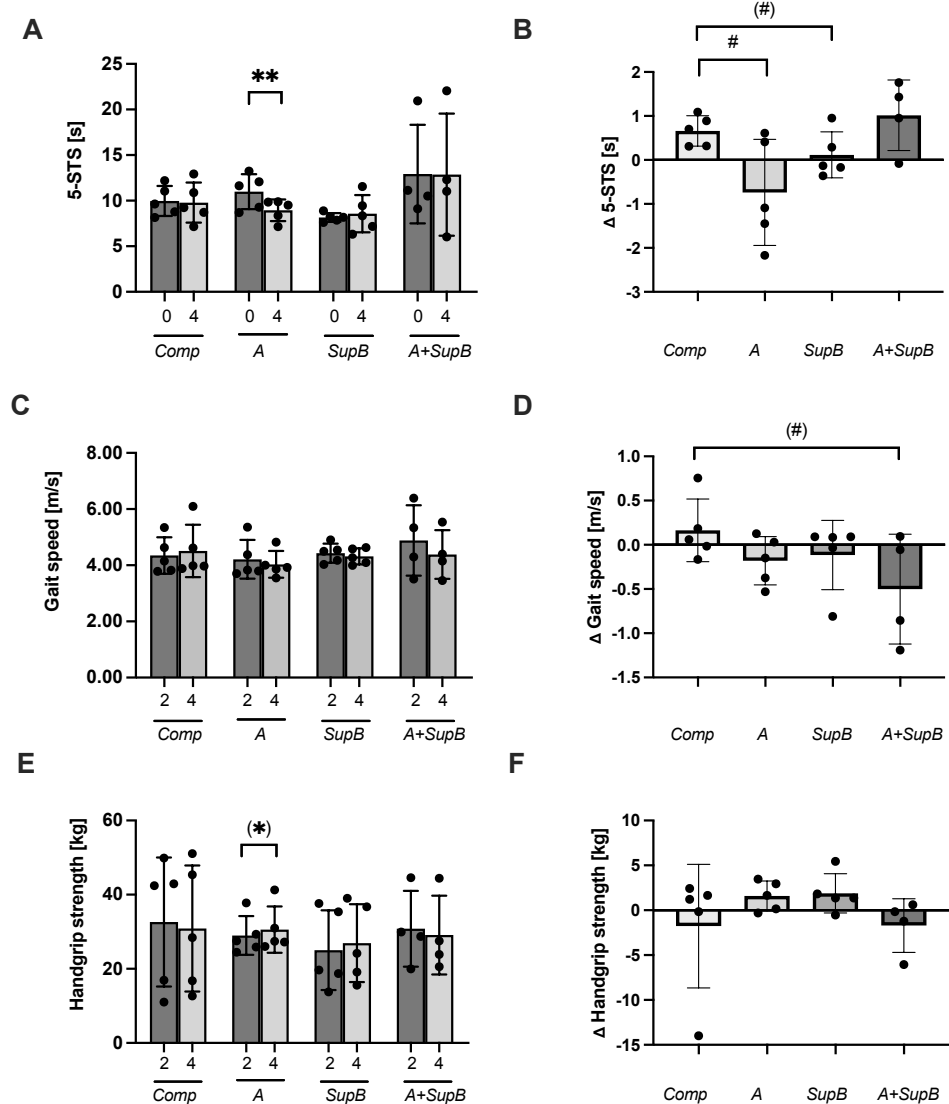 A
B
(#)
#
**
5-STS [s]
25
20
15
10
5
0
0 4 0 4 0 4 0 4
Comp A SupB A+SupB
Δ 5-STS [s]
2
1
0
-1
-2
-3
Comp A SupB A+SupB
C
D
(#)
Gait speed [m/s]
8.00
6.00
4.00
2.00
0.00
2 4 2 4 2 4 2 4
Comp A SupB A+SupB
Δ Gait speed [m/s]
1.0
0.5
0.0
-0.5
-1.0
-1.5
Comp A SupB A+SupB
E
F
(*)
Handgrip strength [kg]
60
40
20
0
2 4 2 4 2 4 2 4
Comp A SupB A+SupB
Δ Handgrip strength [kg]
10
5
0
-5
-10
-15
Comp A SupB A+SupB